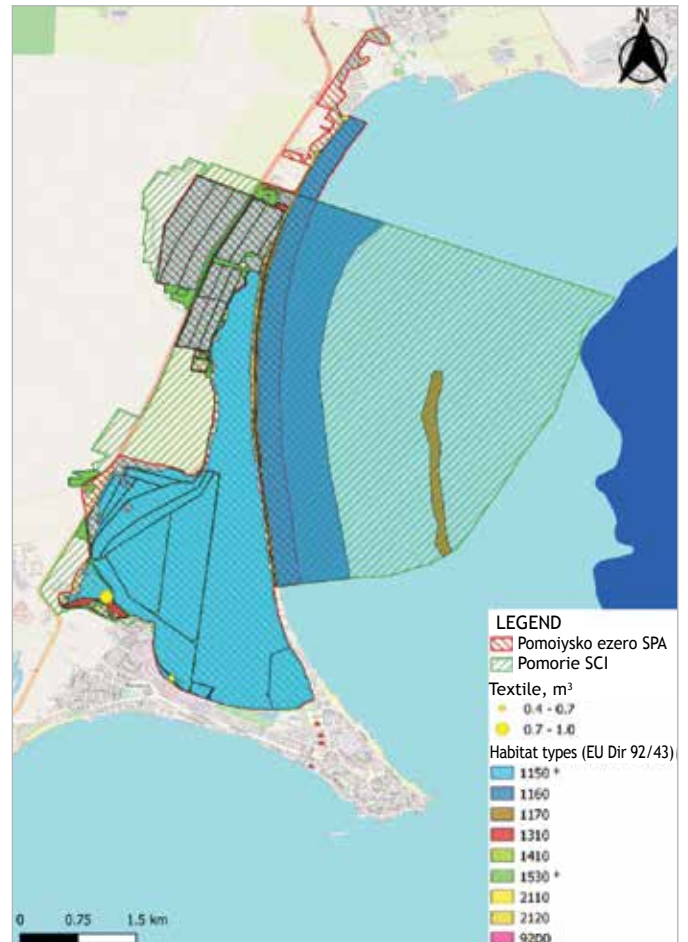 N
LEGEND
Pomoiysko ezero SPA
Pomorie SCI
Textile, m³
0.4 - 0.7
0.7 - 1.0
Habitat types (EU Dir 92/43)
1150 *
1160
1170
1310
1410
1530 *
2110
2120
9200
0 0.75 1.5 km